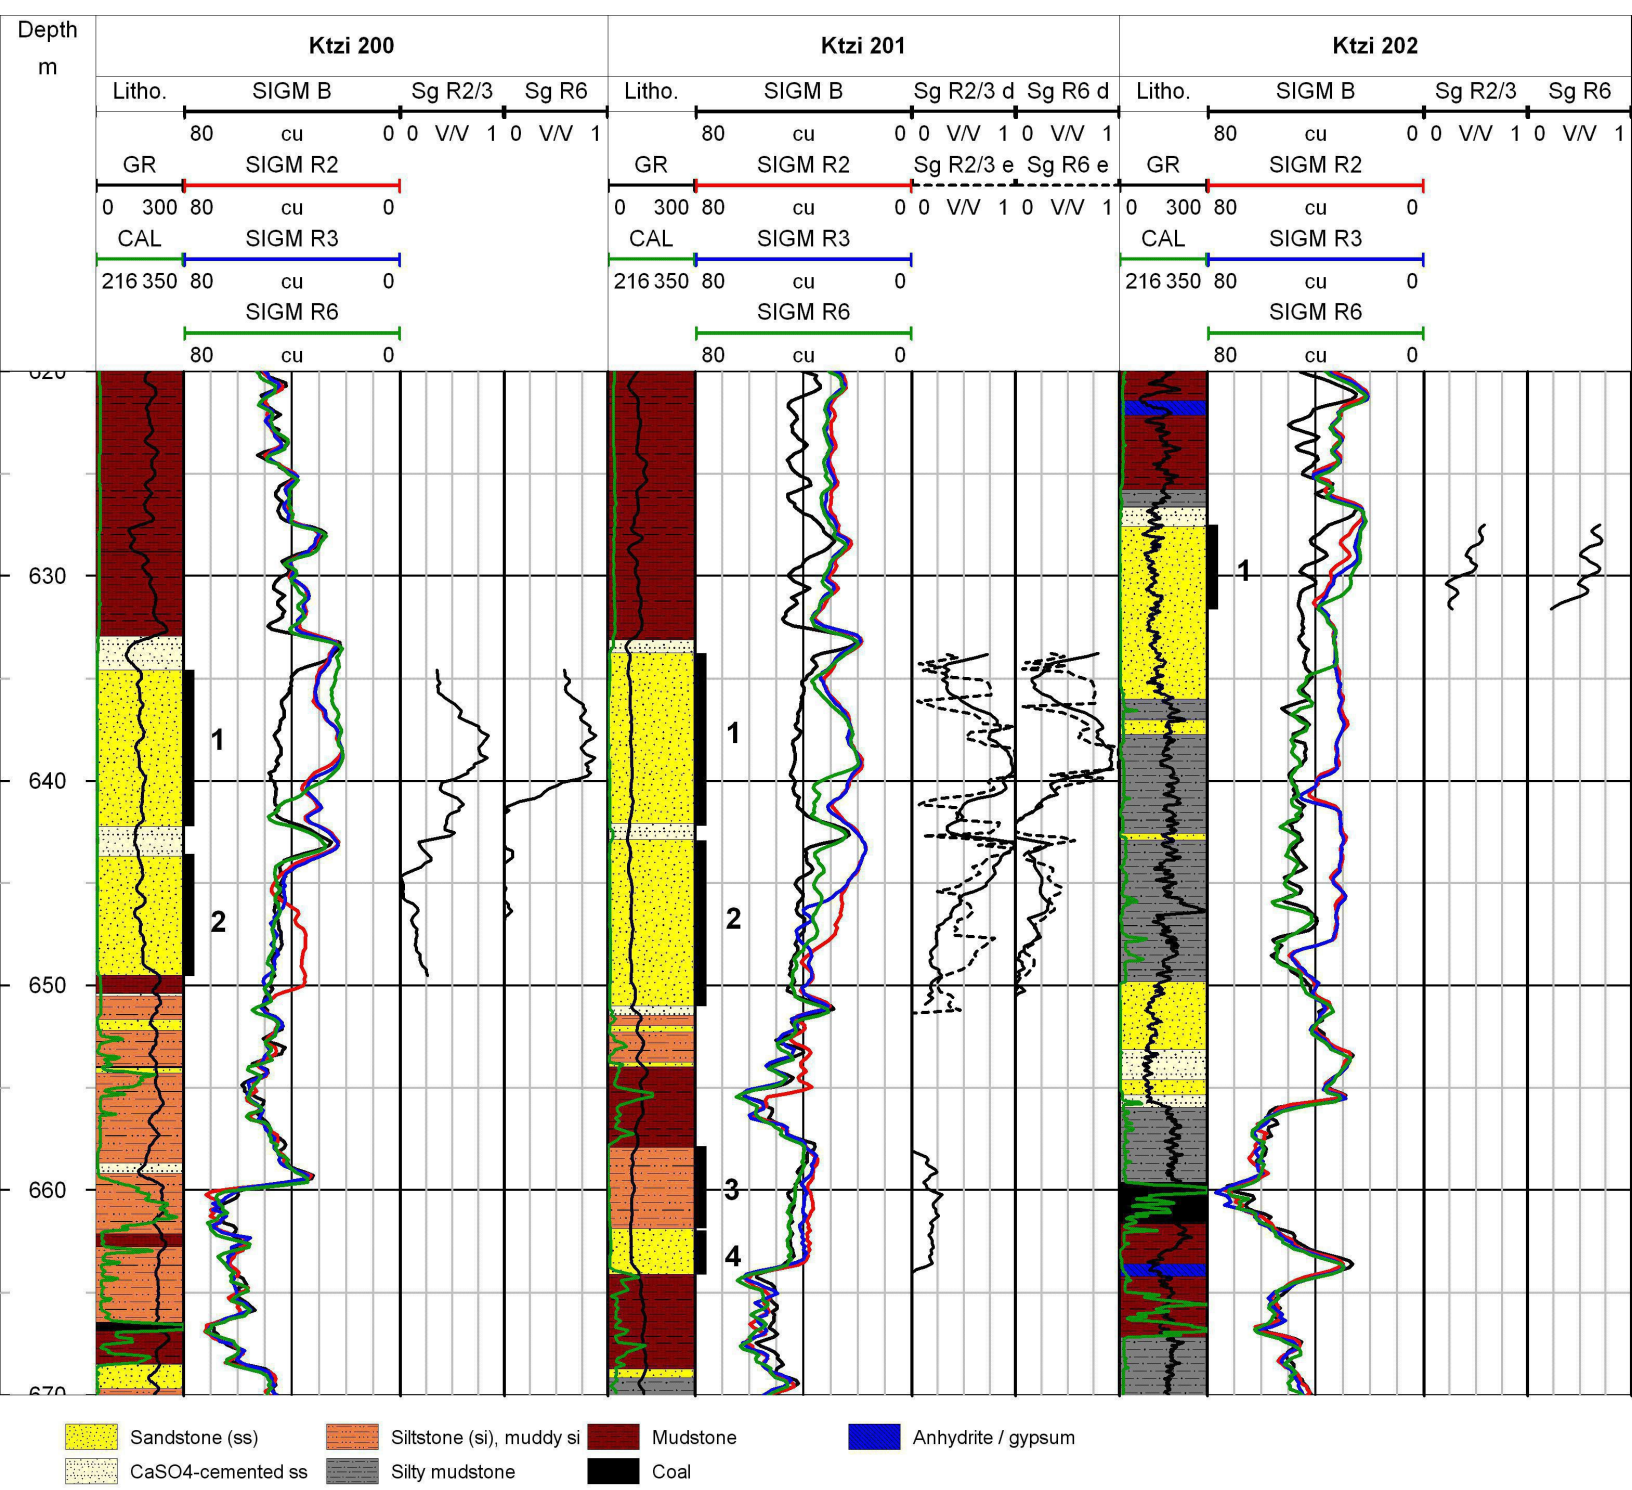 Depth
m
Ktzi 200 Ktzi 201 Ktzi 202
Litho. SIGM B Sg R2/3 Sg R6 Litho. SIGM B Sg R2/3 d Sg R6 d Litho. SIGM B Sg R2/3 Sg R6
80 cu 0 0 V/V 1 0 V/V 1 80 cu 0 0 V/V 1 0 V/V 1 80 cu 0 0 V/V 1 0 V/V 1
GR SIGM R2 GR SIGM R2 Sg R2/3 e Sg R6 e GR SIGM R2
0 300 80 cu 0 0 300 80 cu 0 0 V/V 1 0 V/V 1 0 300 80 cu 0
CAL SIGM R3 CAL SIGM R3 CAL SIGM R3
216 350 80 cu 0 216 350 80 cu 0 216 350 80 cu 0
SIGM R6 SIGM R6 SIGM R6
80 cu 0 80 cu 0 80 cu 0
620
630 1
1 1
640
2 2
650
660 3
4
670
Sandstone (ss) Siltstone (si), muddy si Mudstone Anhydrite / gypsum
CaSO4-cemented ss Silty mudstone Coal